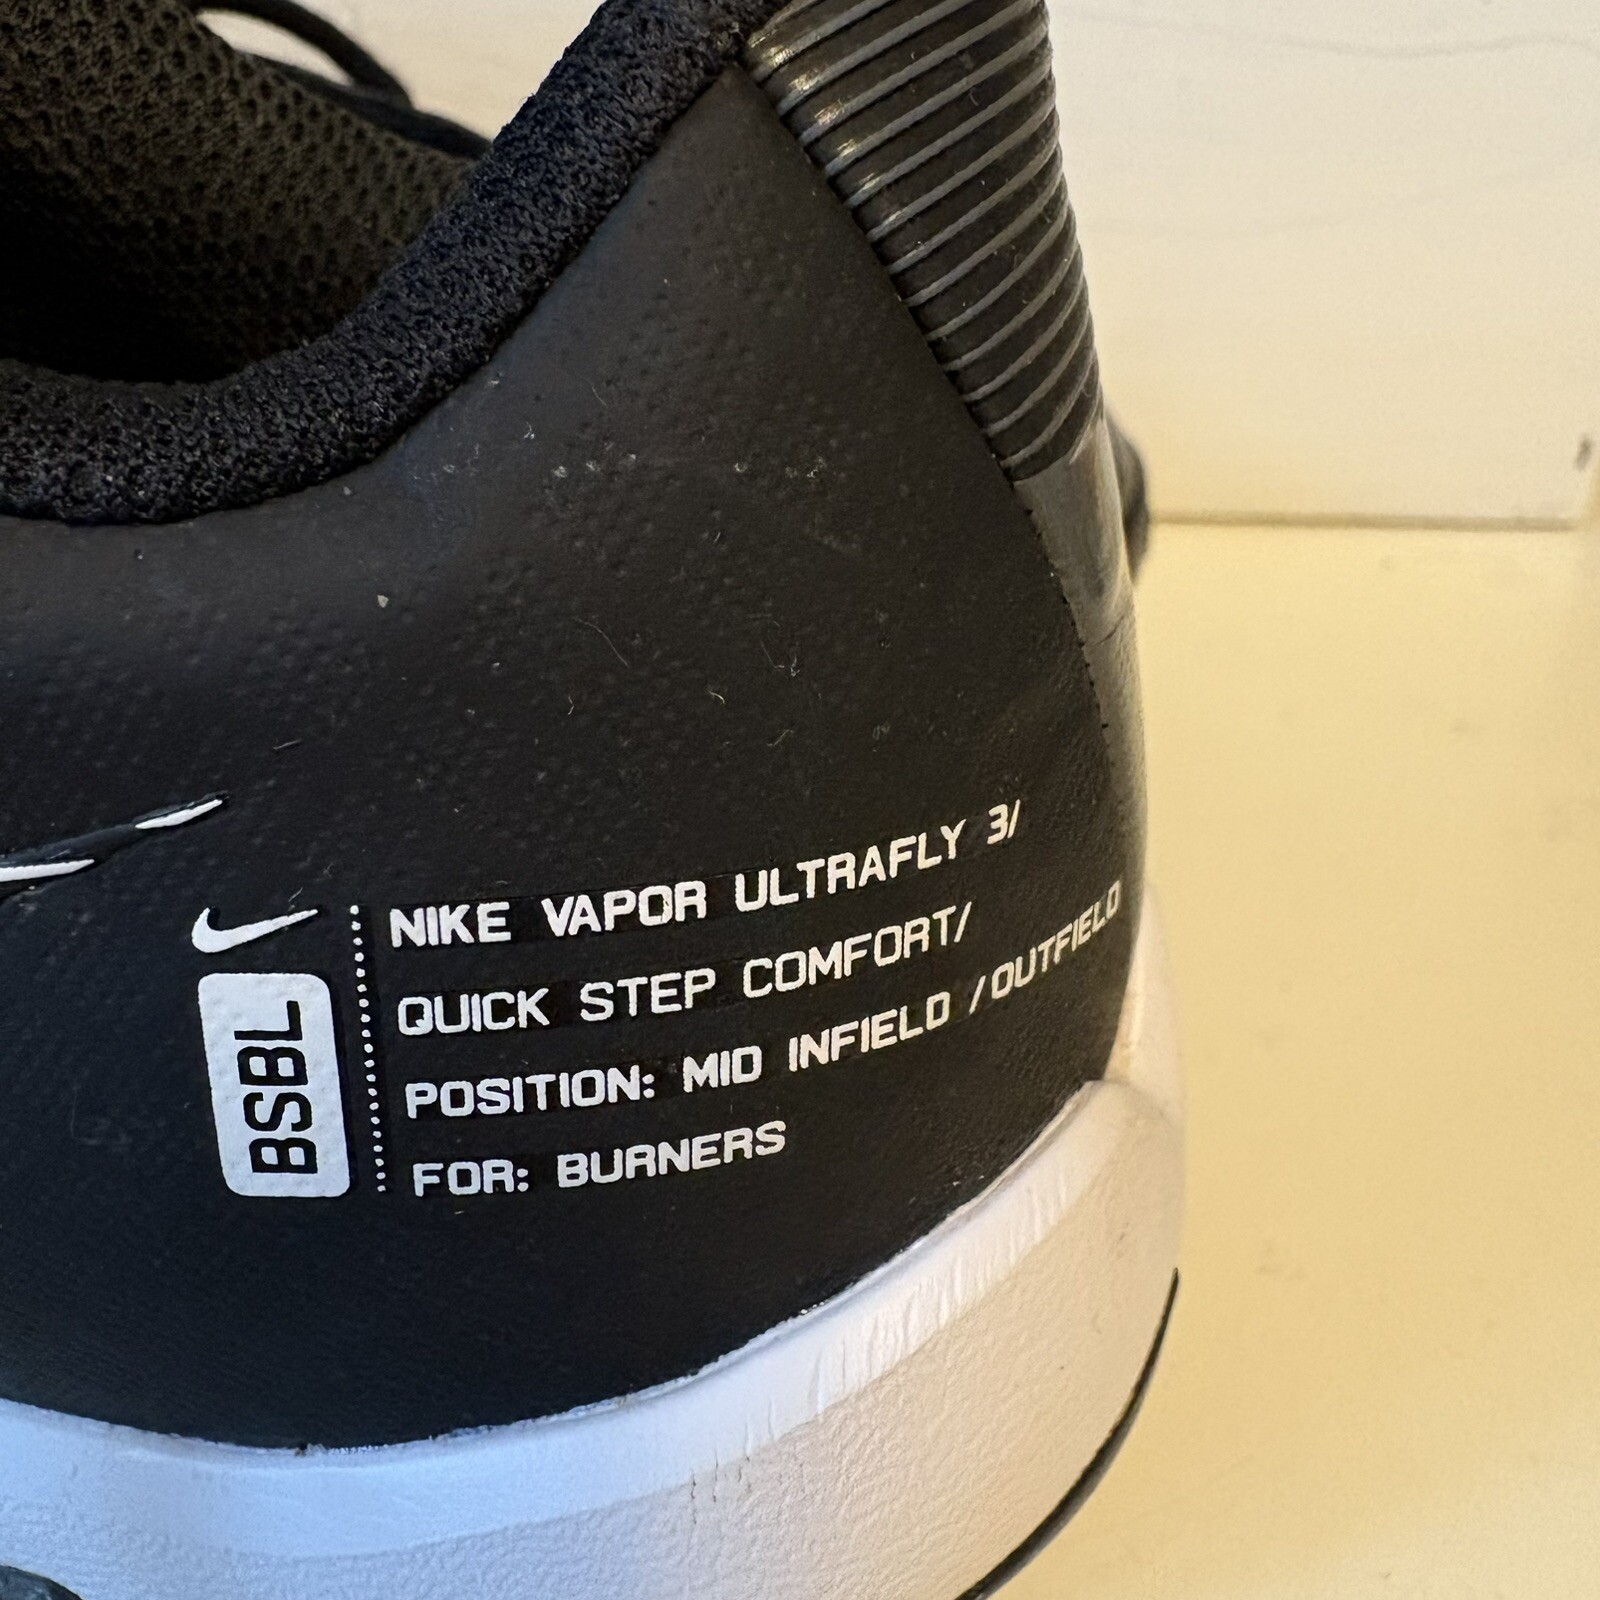 NIKE VAPOR ULTRAFLY 3/
QUICK STEP COMFORT/
POSITION: MID INFIELD /OUTFIELD
FOR: BURNERS
BSBL